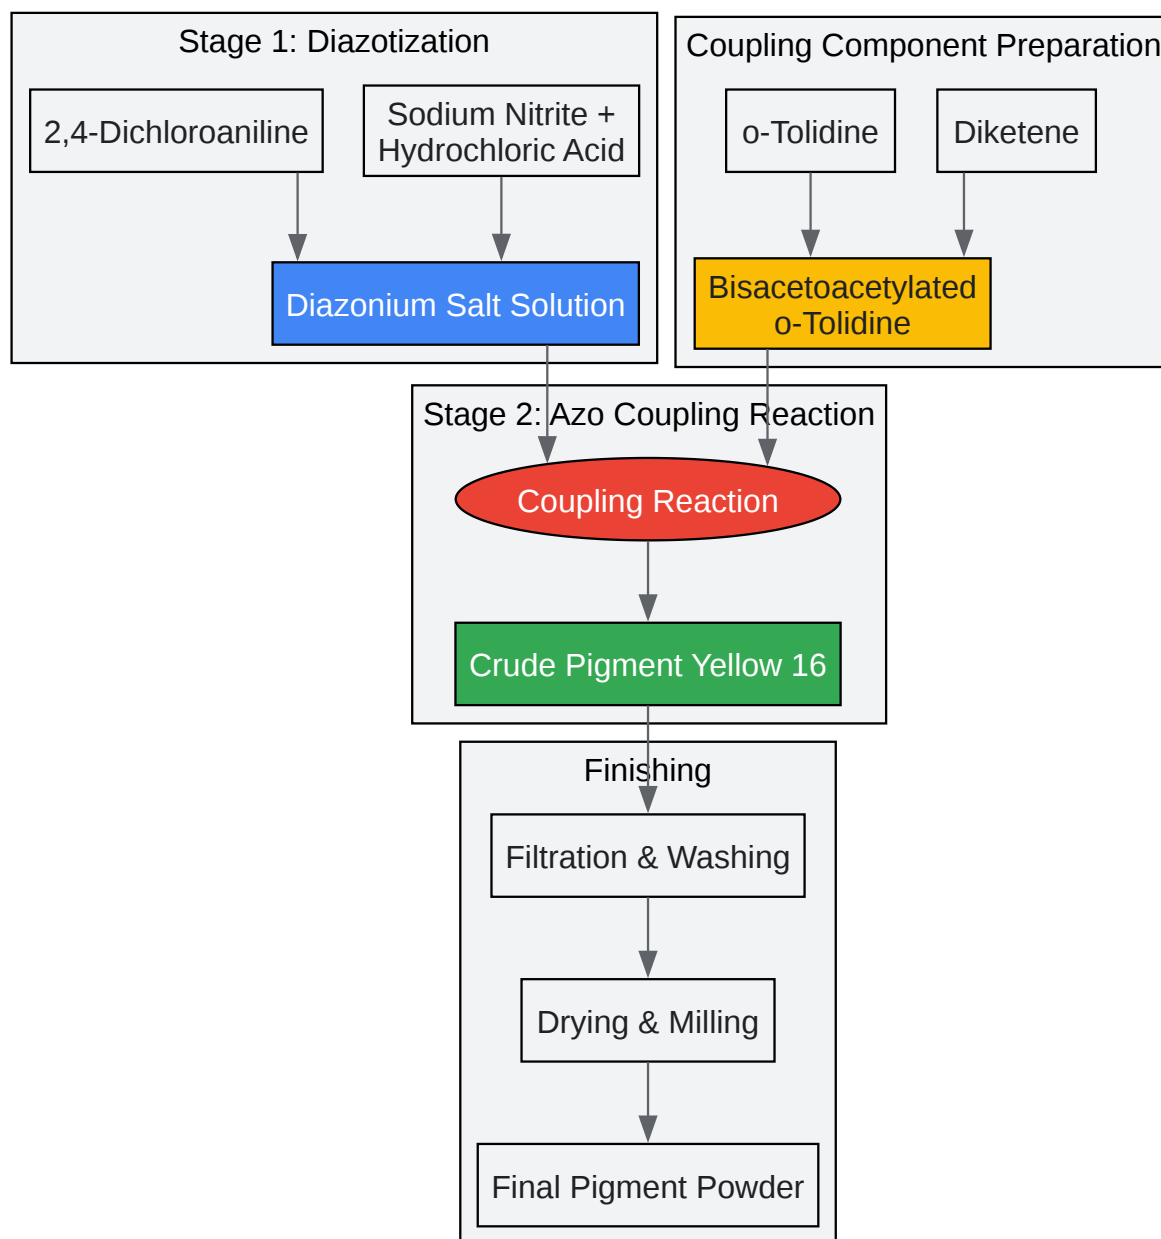 Stage 1: Diazotization
2,4-Dichloroaniline
Sodium Nitrite +
Hydrochloric Acid
Diazonium Salt Solution
Coupling Component Preparation
o-Tolidine
Diketene
Bisacetoacetylated
o-Tolidine
Stage 2: Azo Coupling Reaction
Coupling Reaction
Crude Pigment Yellow 16
Finishing
Filtration & Washing
Drying & Milling
Final Pigment Powder